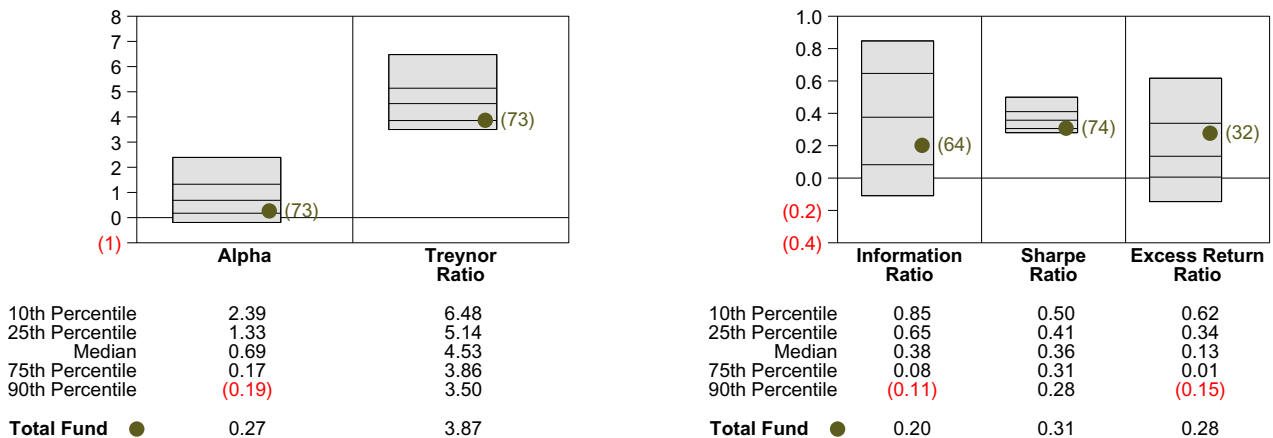 8
7
6
5
4
3
2
1
0
(1)
(73)
(73)
Alpha
Treynor
Ratio
10th Percentile 2.39 6.48
25th Percentile 1.33 5.14
Median 0.69 4.53
75th Percentile 0.17 3.86
90th Percentile (0.19) 3.50
Total Fund 0.27 3.87
1.0
0.8
0.6
0.4
0.2
0.0
(0.2)
(0.4)
(64)
(74)
(32)
Information
Ratio
Sharpe
Ratio
Excess Return
Ratio
10th Percentile 0.85 0.50 0.62
25th Percentile 0.65 0.41 0.34
Median 0.38 0.36 0.13
75th Percentile 0.08 0.31 0.01
90th Percentile (0.11) 0.28 (0.15)
Total Fund 0.20 0.31 0.28